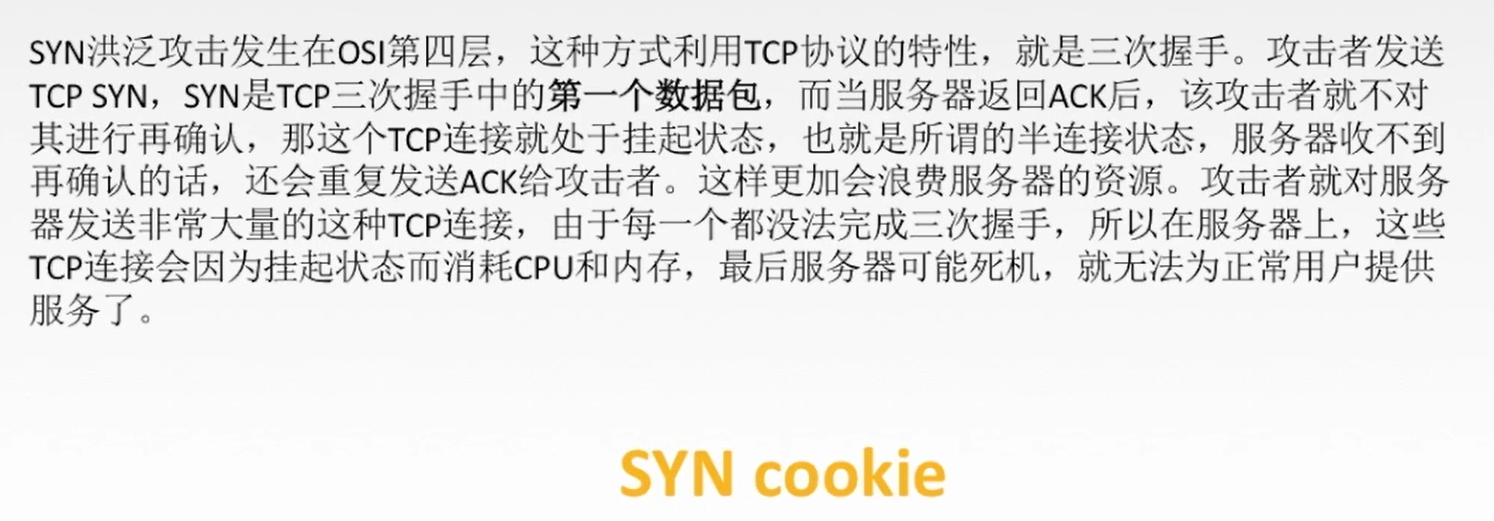 SYN洪泛攻击发生在OSI第四层，这种方式利用TCP协议的特性，就是三次握手。攻击者发送
TCP SYN，SYN是TCP三次握手中的第一个数据包，而当服务器返回ACK后，该攻击者就不对
其进行再确认，那这个TCP连接就处于挂起状态，也就是所谓的半连接状态，服务器收不到
再确认的话，还会重复发送ACK给攻击者。这样更加会浪费服务器的资源。攻击者就对服务
器发送非常大量的这种TCP连接，由于每一个都没法完成三次握手，所以在服务器上，这些
TCP连接会因为挂起状态而消耗CPU和内存，最后服务器可能死机，就无法为正常用户提供
服务了。
SYN cookie